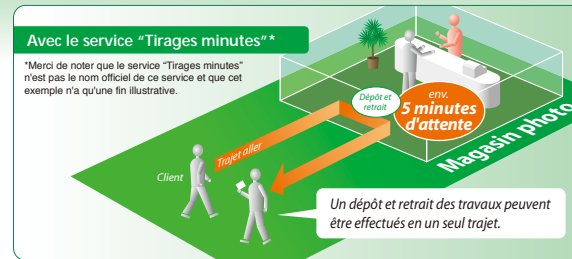 Avec le service “Tirages minutes”*
*Merci de noter que le service “Tirages minutes”
n'est pas le nom officiel de ce service et que cet
exemple n'a qu'une fin illustrative.
Dépôt et
retrait
env.
5 minutes
d'attente
Magasin photo
Trajet aller
Client
Un dépôt et retrait des travaux peuvent
être effectués en un seul trajet.